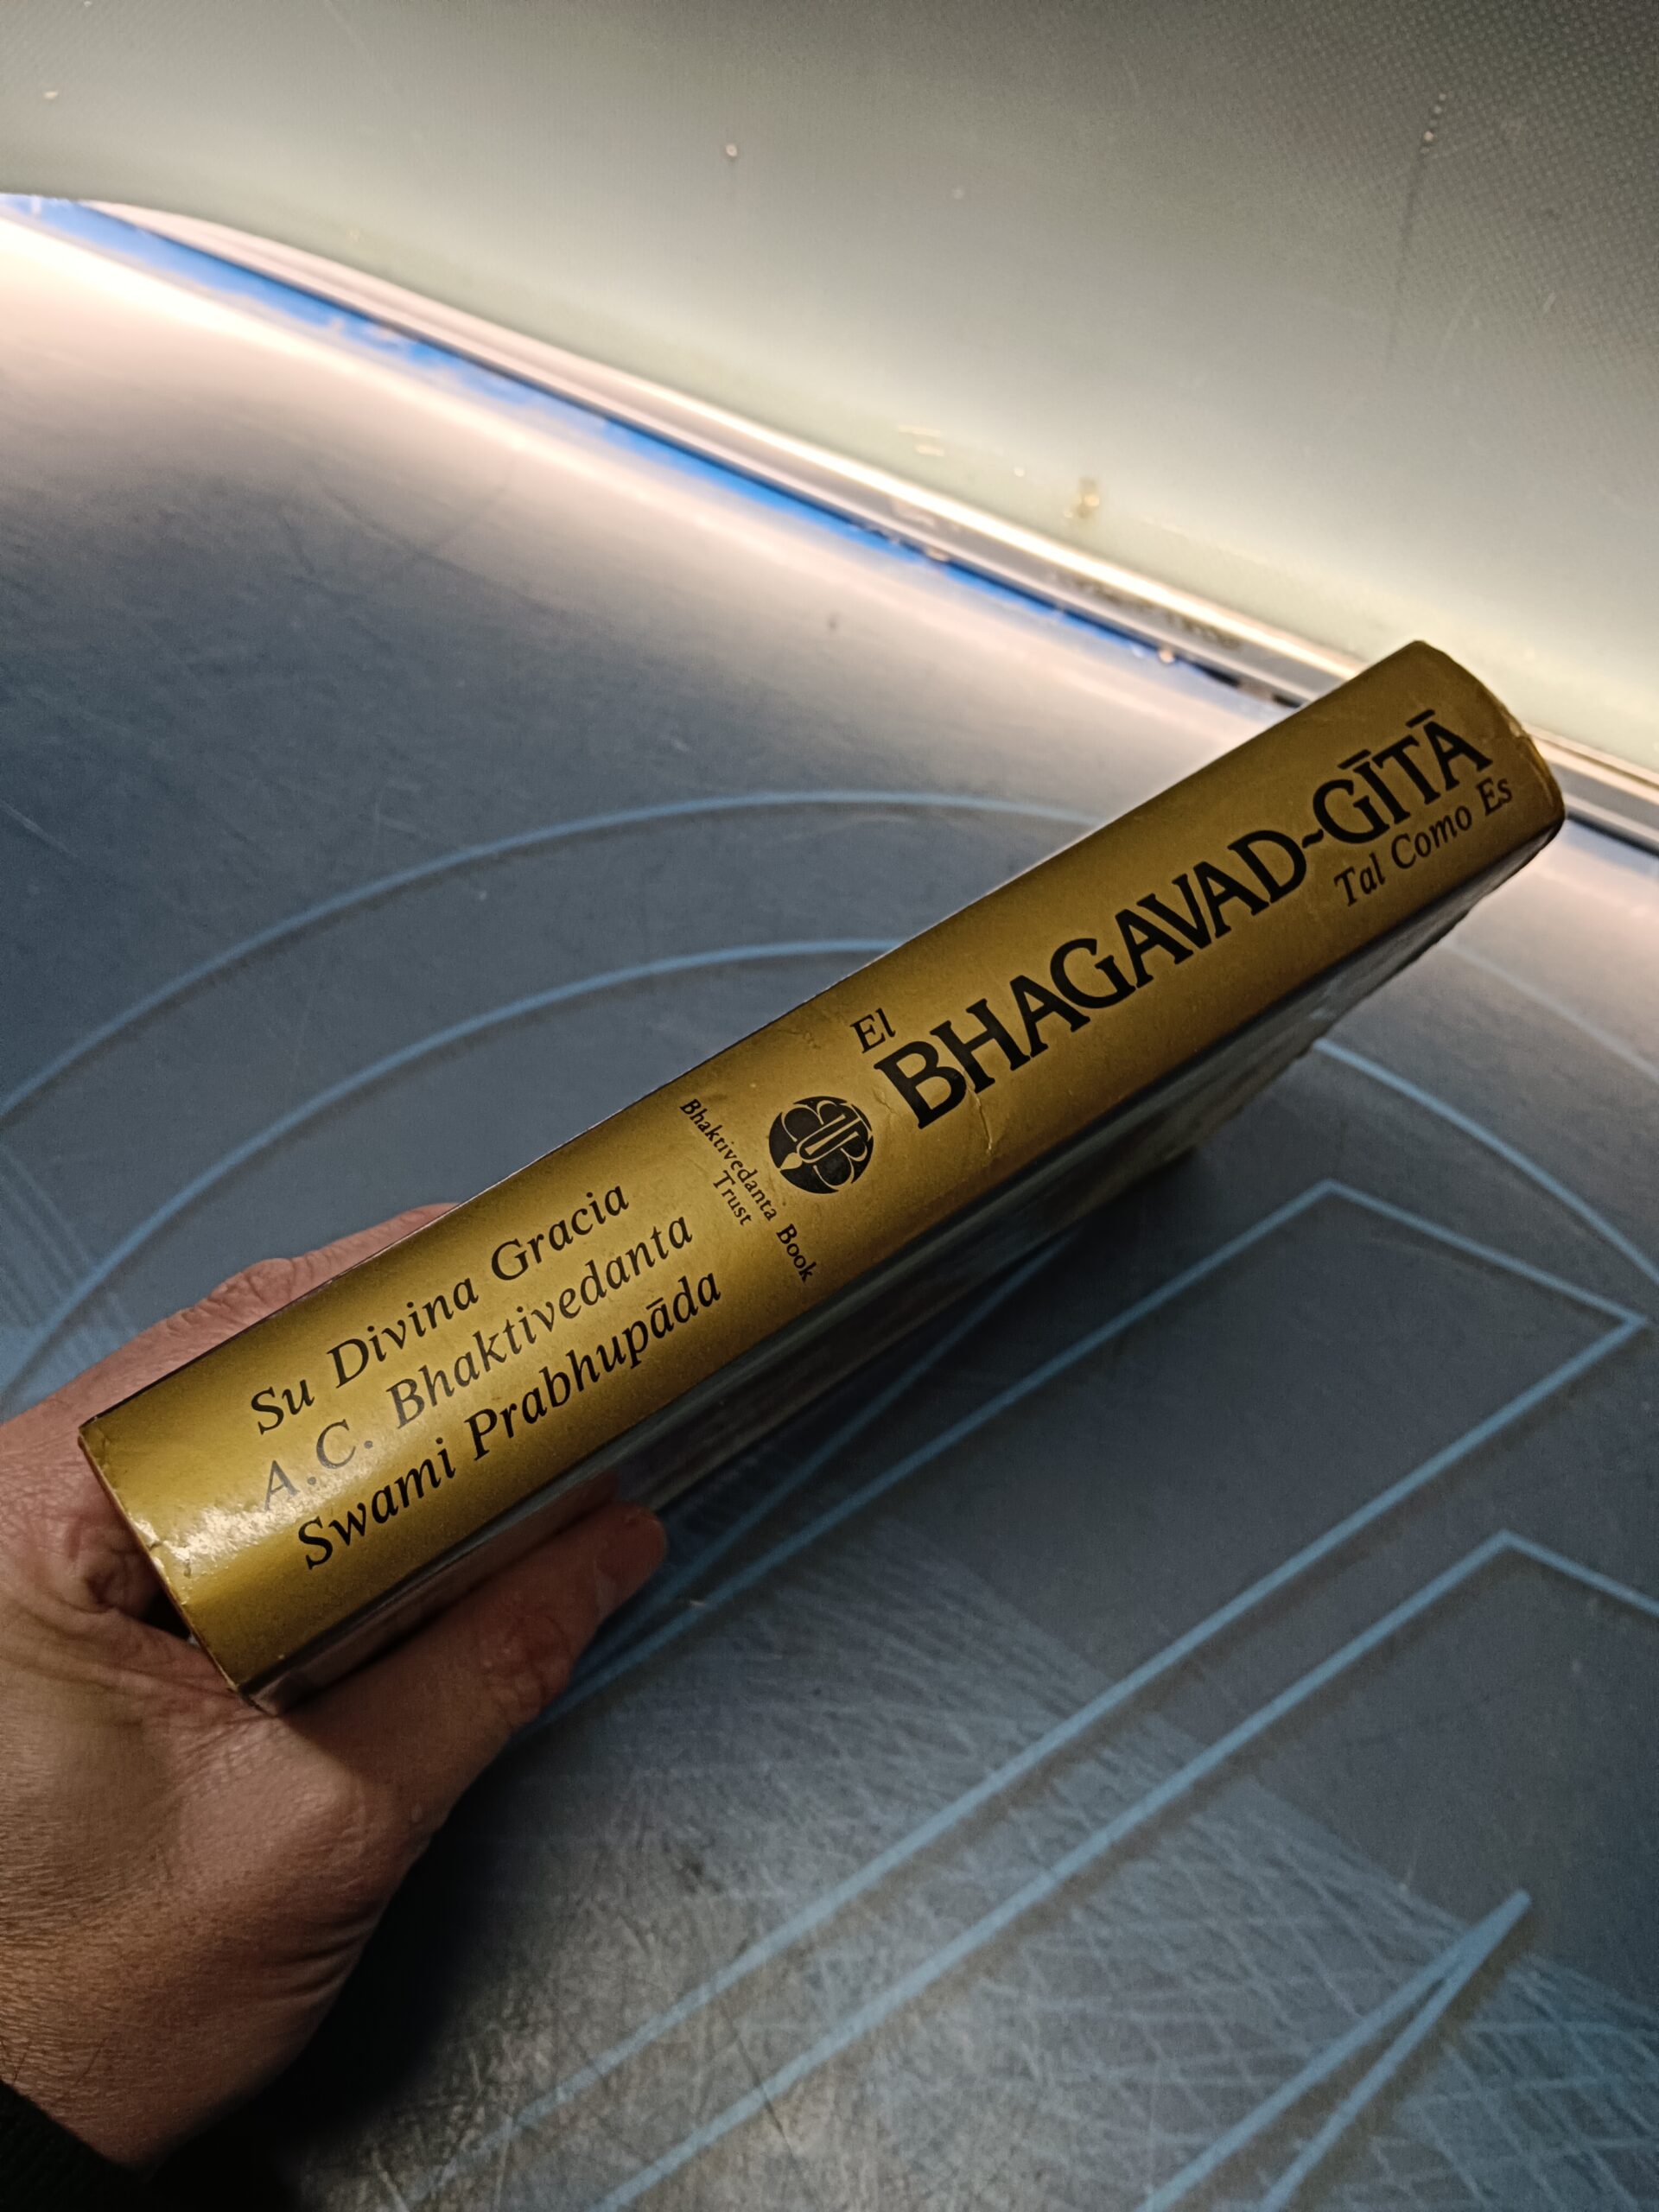 El
BHAGAVAD-GĪTĀ
Tal Como Es
Bhaktivedanta Book
Trust
Su Divina Gracia
A.C. Bhaktivedanta
Swami Prabhupāda